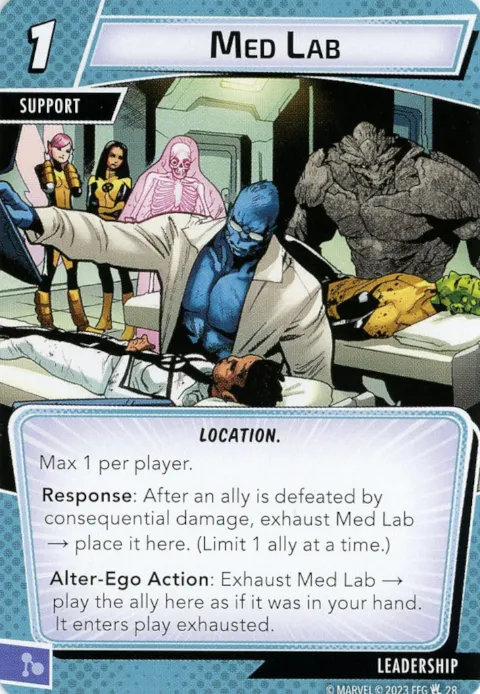 1
MED LAB
SUPPORT
LOCATION.
Max 1 per player.
Response: After an ally is defeated by
consequential damage, exhaust Med Lab
→ place it here. (Limit 1 ally at a time.)
Alter-Ego Action: Exhaust Med Lab →
play the ally here as if it was in your hand.
It enters play exhausted.
LEADERSHIP
© MARVEL © 2023 FFG 28